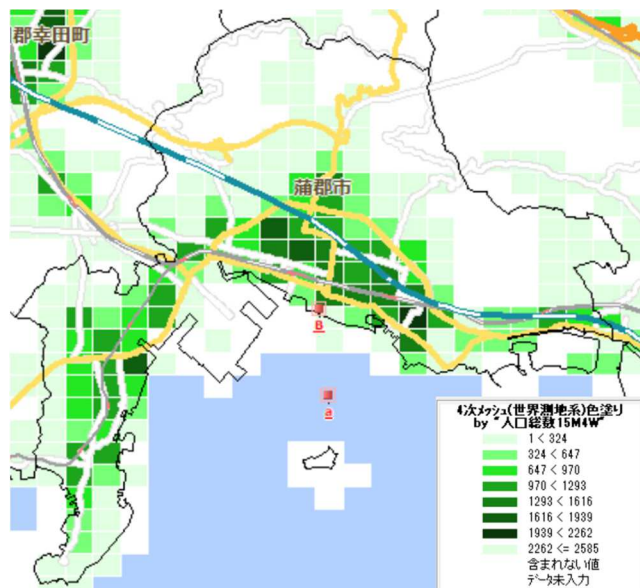 郡幸田町
蒲郡市
B
a
4次メッシュ(世界測地系)色塗り
by "人口総数15M4W"
1 < 324
324 < 647
647 < 970
970 < 1293
1293 < 1616
1616 < 1939
1939 < 2262
2262 <= 2585
含まれない値
データ未入力